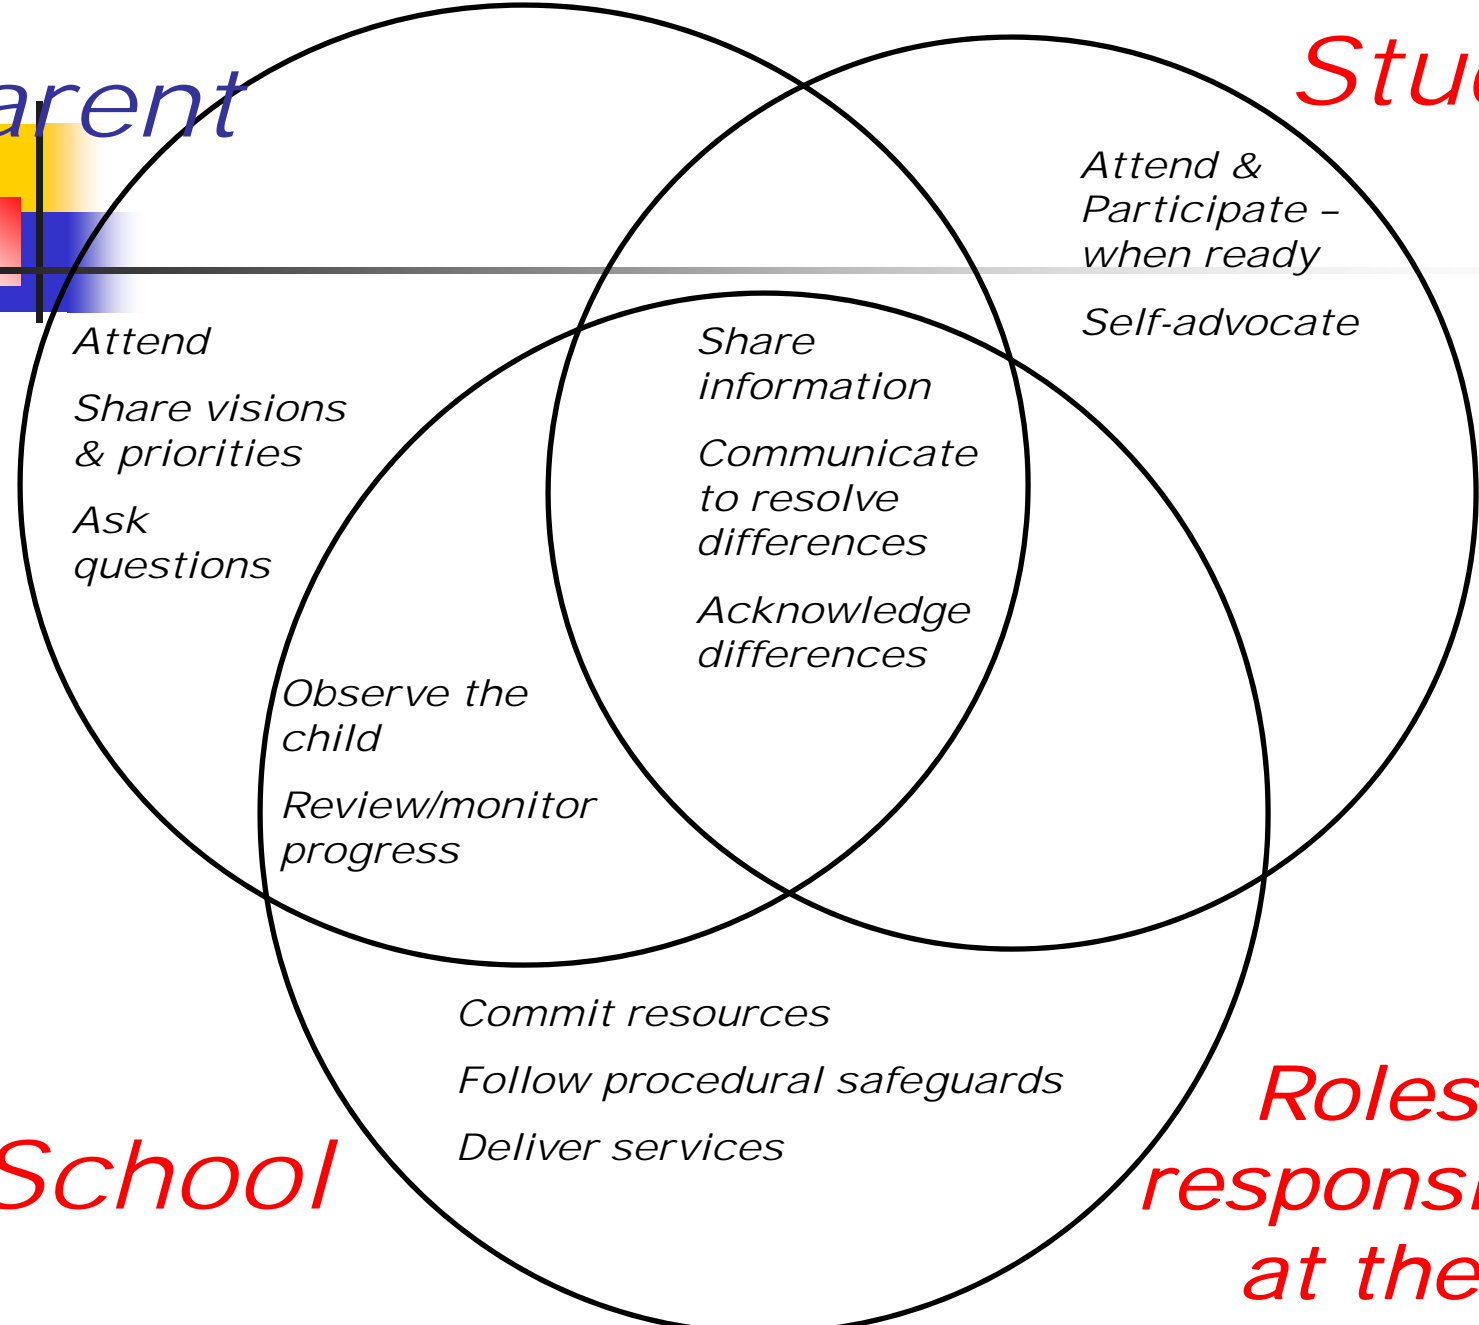 arent
Stu
Attend &
Participate –
when ready
Self-advocate
Attend
Share visions
& priorities
Ask
questions
Share
information
Communicate
to resolve
differences
Acknowledge
differences
Observe the
child
Review/monitor
progress
Commit resources
Follow procedural safeguards
Deliver services
School
Roles
responsi
at the